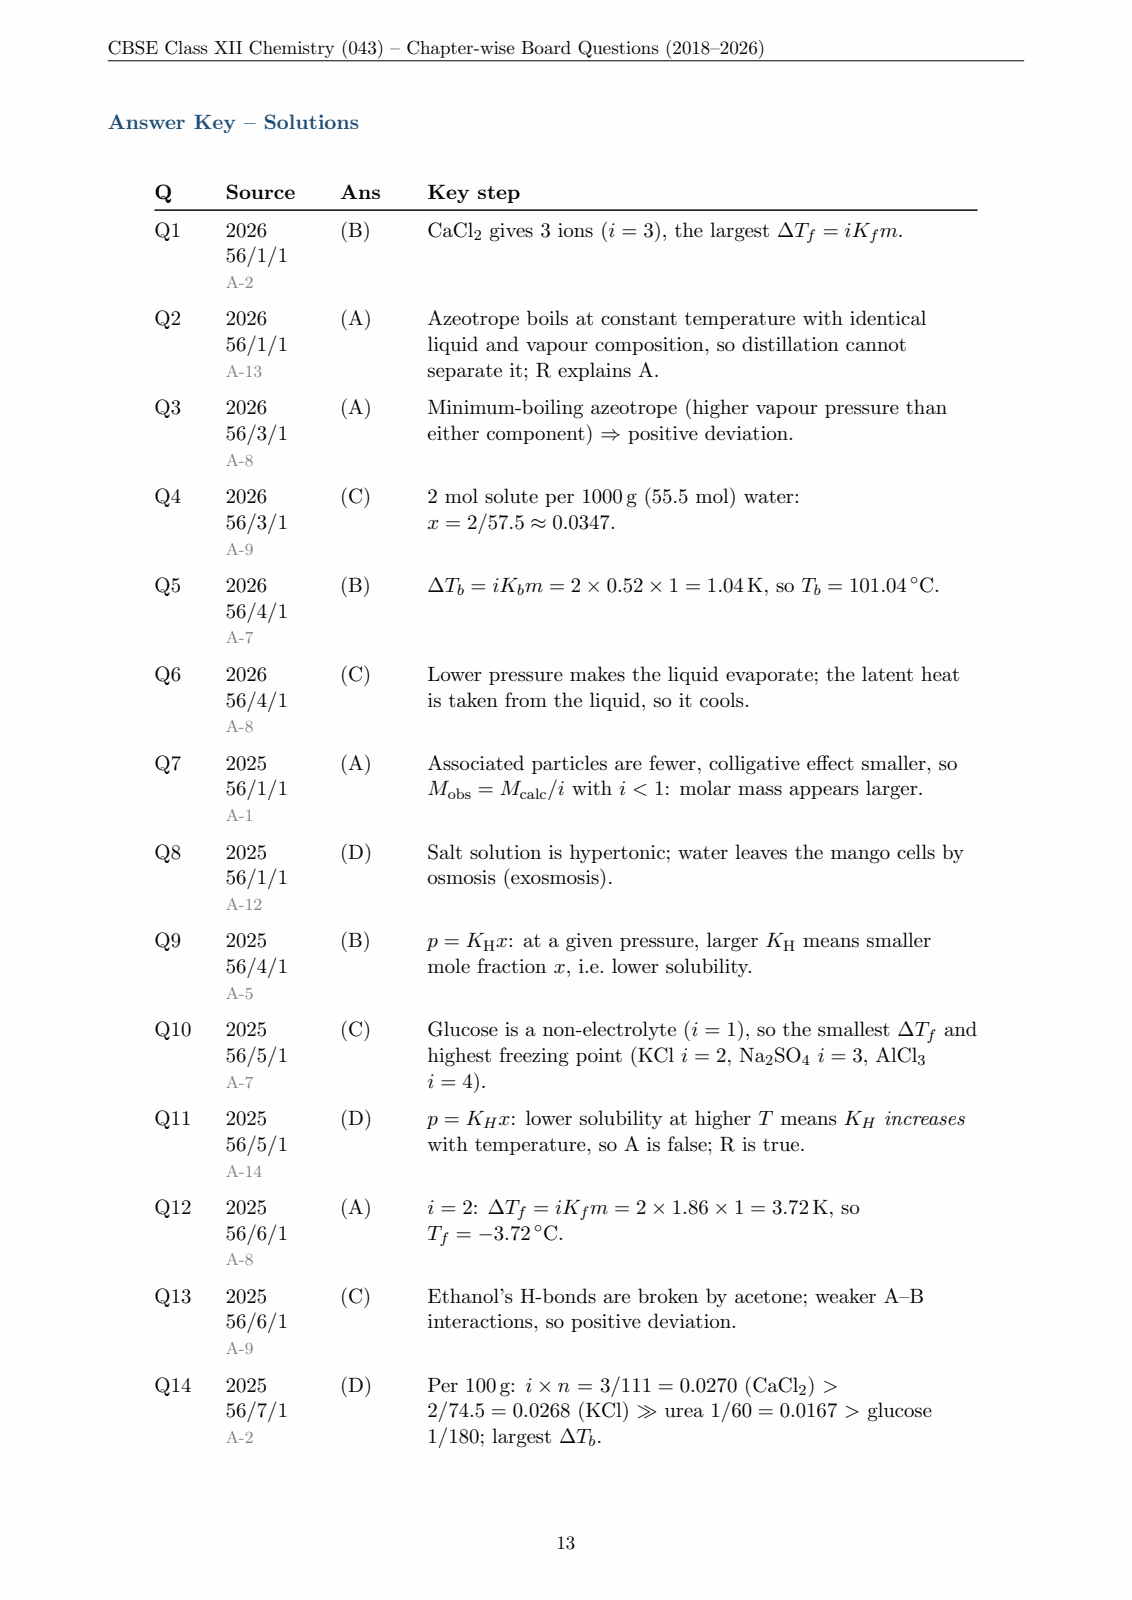 CBSE Class XII Chemistry (043) – Chapter-wise Board Questions (2018–2026)
Answer Key – Solutions
Q Source Ans Key step
Q1 2026 (B) CaCl₂ gives 3 ions (i = 3), the largest ΔT_f = iK_f m.
56/1/1
A-2
Q2 2026 (A) Azeotrope boils at constant temperature with identical
56/1/1 liquid and vapour composition, so distillation cannot
A-13 separate it; R explains A.
Q3 2026 (A) Minimum-boiling azeotrope (higher vapour pressure than
56/3/1 either component) ⇒ positive deviation.
A-8
Q4 2026 (C) 2 mol solute per 1000 g (55.5 mol) water:
56/3/1 x = 2/57.5 ≈ 0.0347.
A-9
Q5 2026 (B) ΔT_b = iK_b m = 2 × 0.52 × 1 = 1.04 K, so T_b = 101.04 °C.
56/4/1
A-7
Q6 2026 (C) Lower pressure makes the liquid evaporate; the latent heat
56/4/1 is taken from the liquid, so it cools.
A-8
Q7 2025 (A) Associated particles are fewer, colligative effect smaller, so
56/1/1 M_obs = M_calc/i with i < 1: molar mass appears larger.
A-1
Q8 2025 (D) Salt solution is hypertonic; water leaves the mango cells by
56/1/1 osmosis (exosmosis).
A-12
Q9 2025 (B) p = K_H x: at a given pressure, larger K_H means smaller
56/4/1 mole fraction x, i.e. lower solubility.
A-5
Q10 2025 (C) Glucose is a non-electrolyte (i = 1), so the smallest ΔT_f and
56/5/1 highest freezing point (KCl i = 2, Na₂SO₄ i = 3, AlCl₃
A-7 i = 4).
Q11 2025 (D) p = K_H x: lower solubility at higher T means K_H increases
56/5/1 with temperature, so A is false; R is true.
A-14
Q12 2025 (A) i = 2: ΔT_f = iK_f m = 2 × 1.86 × 1 = 3.72 K, so
56/6/1 T_f = −3.72 °C.
A-8
Q13 2025 (C) Ethanol's H-bonds are broken by acetone; weaker A–B
56/6/1 interactions, so positive deviation.
A-9
Q14 2025 (D) Per 100 g: i × n = 3/111 = 0.0270 (CaCl₂) >
56/7/1 2/74.5 = 0.0268 (KCl) ≫ urea 1/60 = 0.0167 > glucose
A-2 1/180; largest ΔT_b.
13